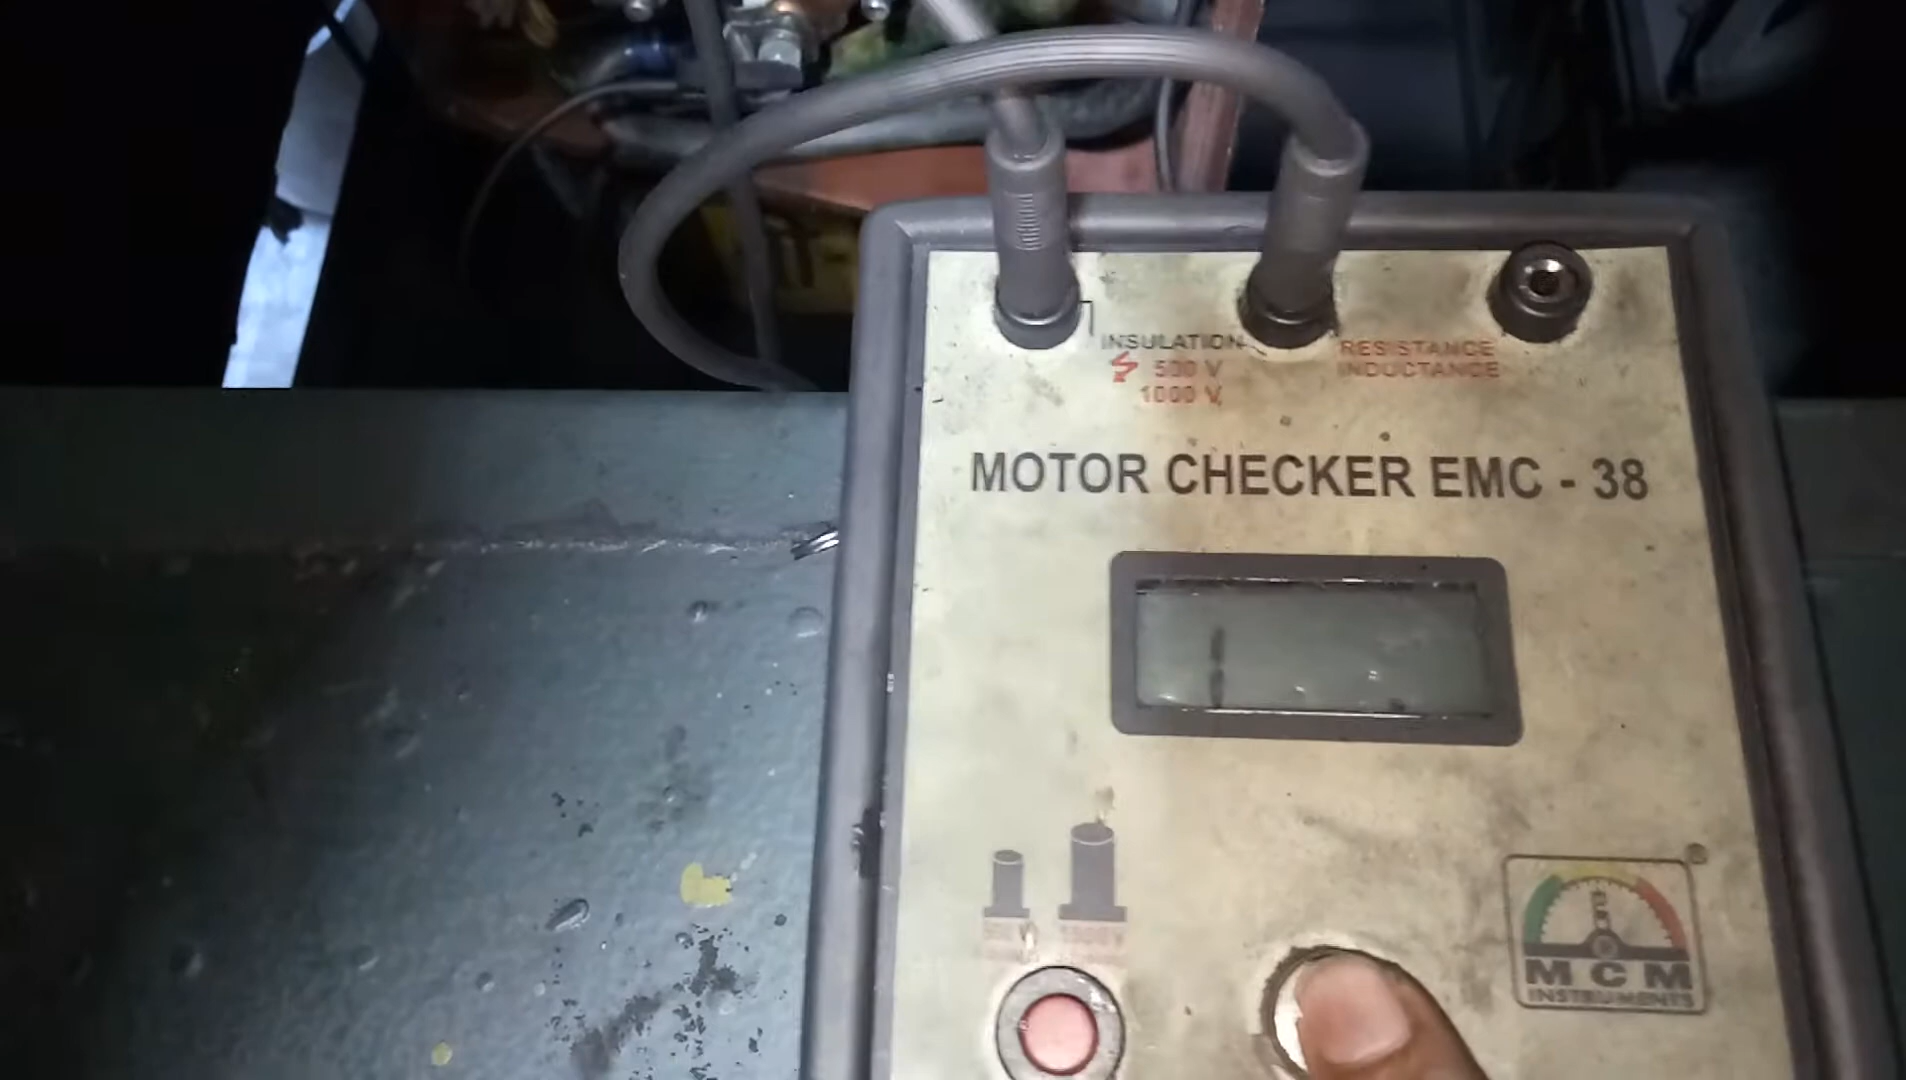 INSULATION
500 V
1000 V
RESISTANCE
INDUCTANCE
MOTOR CHECKER EMC - 38
MCM
INSTRUMENTS